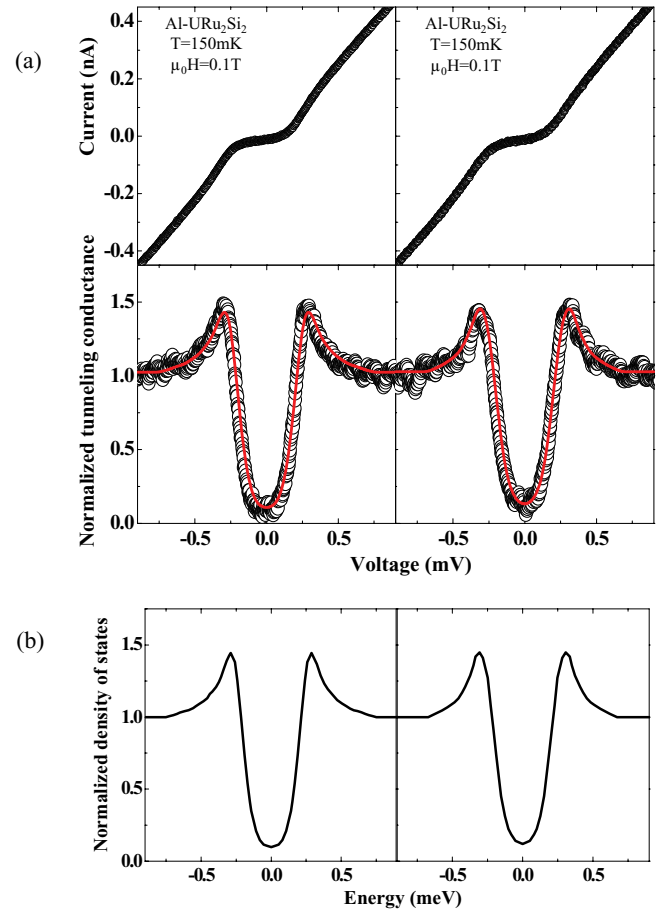 (a)
Current (nA)
0.4
0.2
0.0
-0.2
-0.4
Al-URu₂Si₂
T=150mK
μ₀H=0.1T
Al-URu₂Si₂
T=150mK
μ₀H=0.1T
Normalized tunneling conductance
1.5
1.0
0.5
0.0
-0.5 0.0 0.5 -0.5 0.0 0.5
Voltage (mV)
(b)
Normalized density of states
1.5
1.0
0.5
0.0
-0.5 0.0 0.5 -0.5 0.0 0.5
Energy (meV)